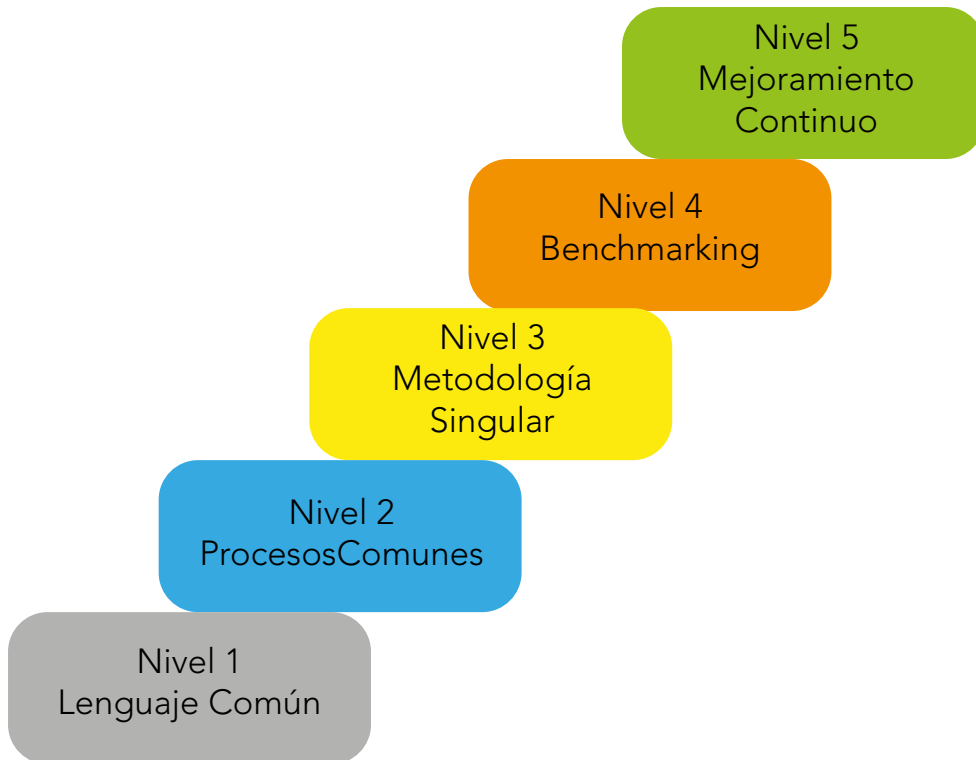 Nivel 5
Mejoramiento
Continuo
Nivel 4
Benchmarking
Nivel 3
Metodología
Singular
Nivel 2
ProcesosComunes
Nivel 1
Lenguaje Común